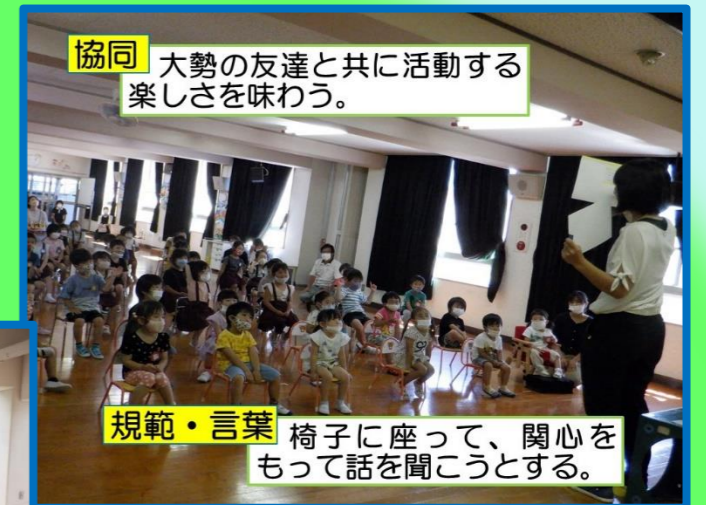 協同 大勢の友達と共に活動する
楽しさを味わう。
規範・言葉 椅子に座って、関心を
もって話を聞こうとする。